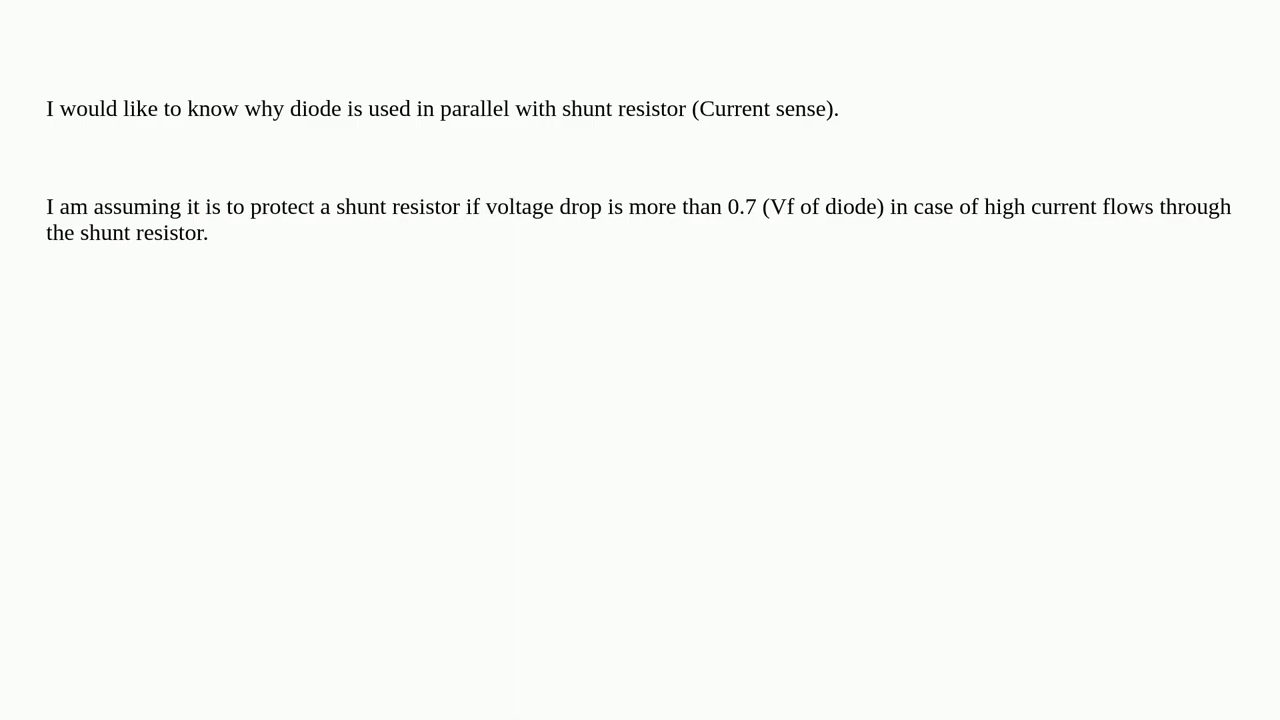 I would like to know why diode is used in parallel with shunt resistor (Current sense).
I am assuming it is to protect a shunt resistor if voltage drop is more than 0.7 (Vf of diode) in case of high current flows through
the shunt resistor.